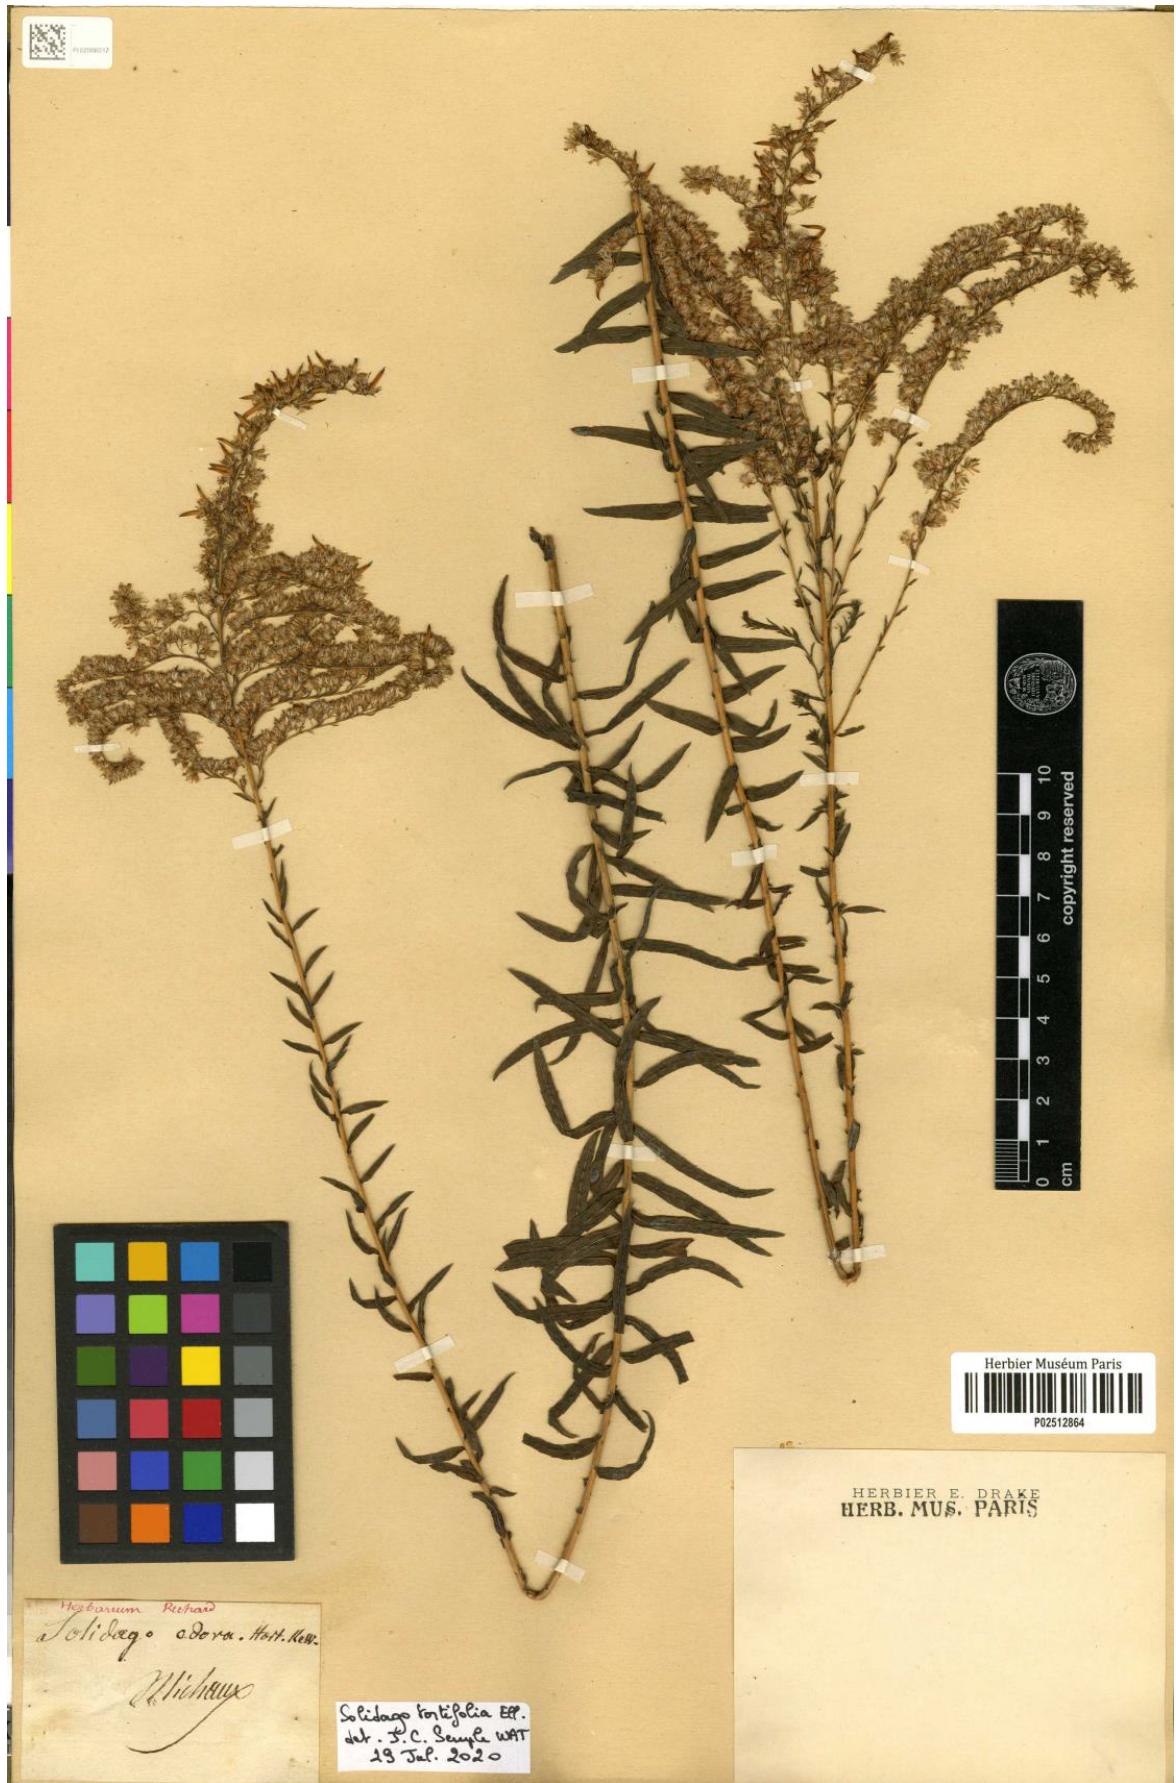 10
9
8
7
6
5
4
3
2
1
0
cm
copyright reserved
Herbier Muséum Paris
P02512864
HERBIER E. DRAKE
HERB. MUS. PARIS
Herbarium Richard
Solidago odora. Hort. Kew.
Michaux
Solidago tortifolia Ell.
det. J. C. Semple WAT
29 Jul. 2020